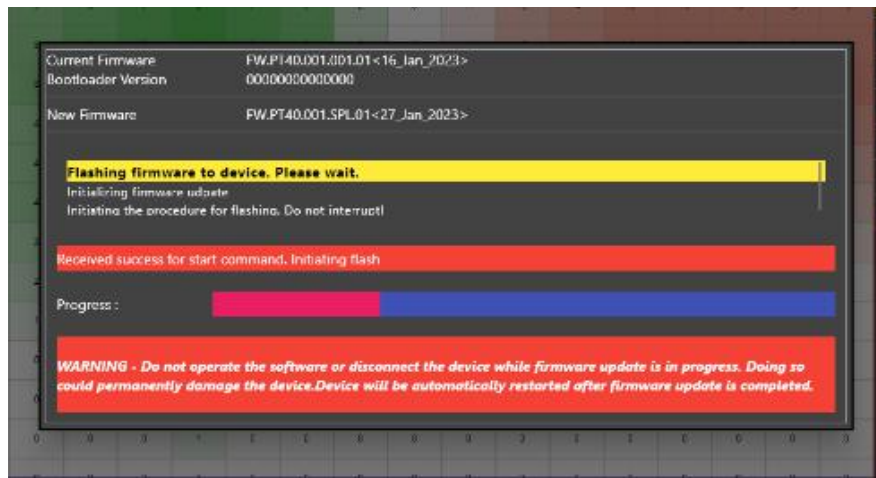 Current Firmware FW.PT40.001.001.01<16_Jan_2023>
Bootloader Version 00000000000000
New Firmware FW.PT40.001.SPL.01<27_Jan_2023>
Flashing firmware to device. Please wait.
Initializing firmware udpate
Initiating the procedure for flashing. Do not interrupt!
Received success for start command. Initiating flash
Progress :
WARNING - Do not operate the software or disconnect the device while firmware update is in progress. Doing so
could permanently damage the device.Device will be automatically restarted after firmware update is completed.